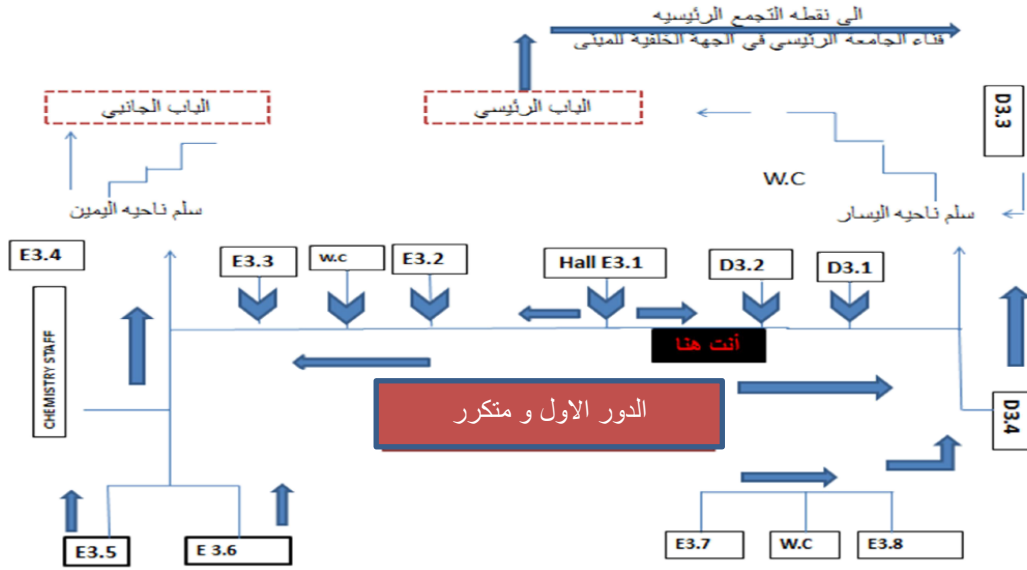 الى نقطه التجمع الرئيسيه
فناء الجامعه الرئيسي في الجهة الخلفية للمبنى
الباب الجانبي
الباب الرئيسي
D3.3
W.C
سلم ناحيه اليمين
سلم ناحيه اليسار
E3.4
E3.3
W.C
E3.2
Hall E3.1
D3.2
D3.1
أنت هنا
CHEMISTRY STAFF
الدور الاول و متكرر
D3.4
E3.5
E 3.6
E3.7
W.C
E3.8